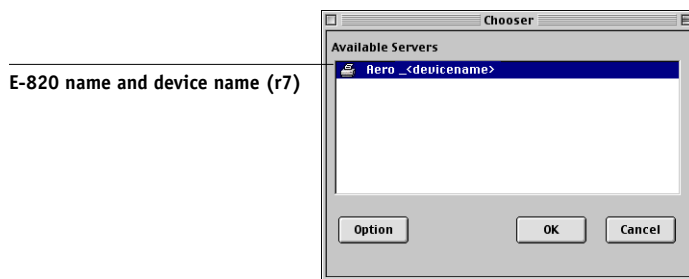 Chooser
Available Servers
Aero _<devicename>
E-820 name and device name (r7)
Option
OK
Cancel